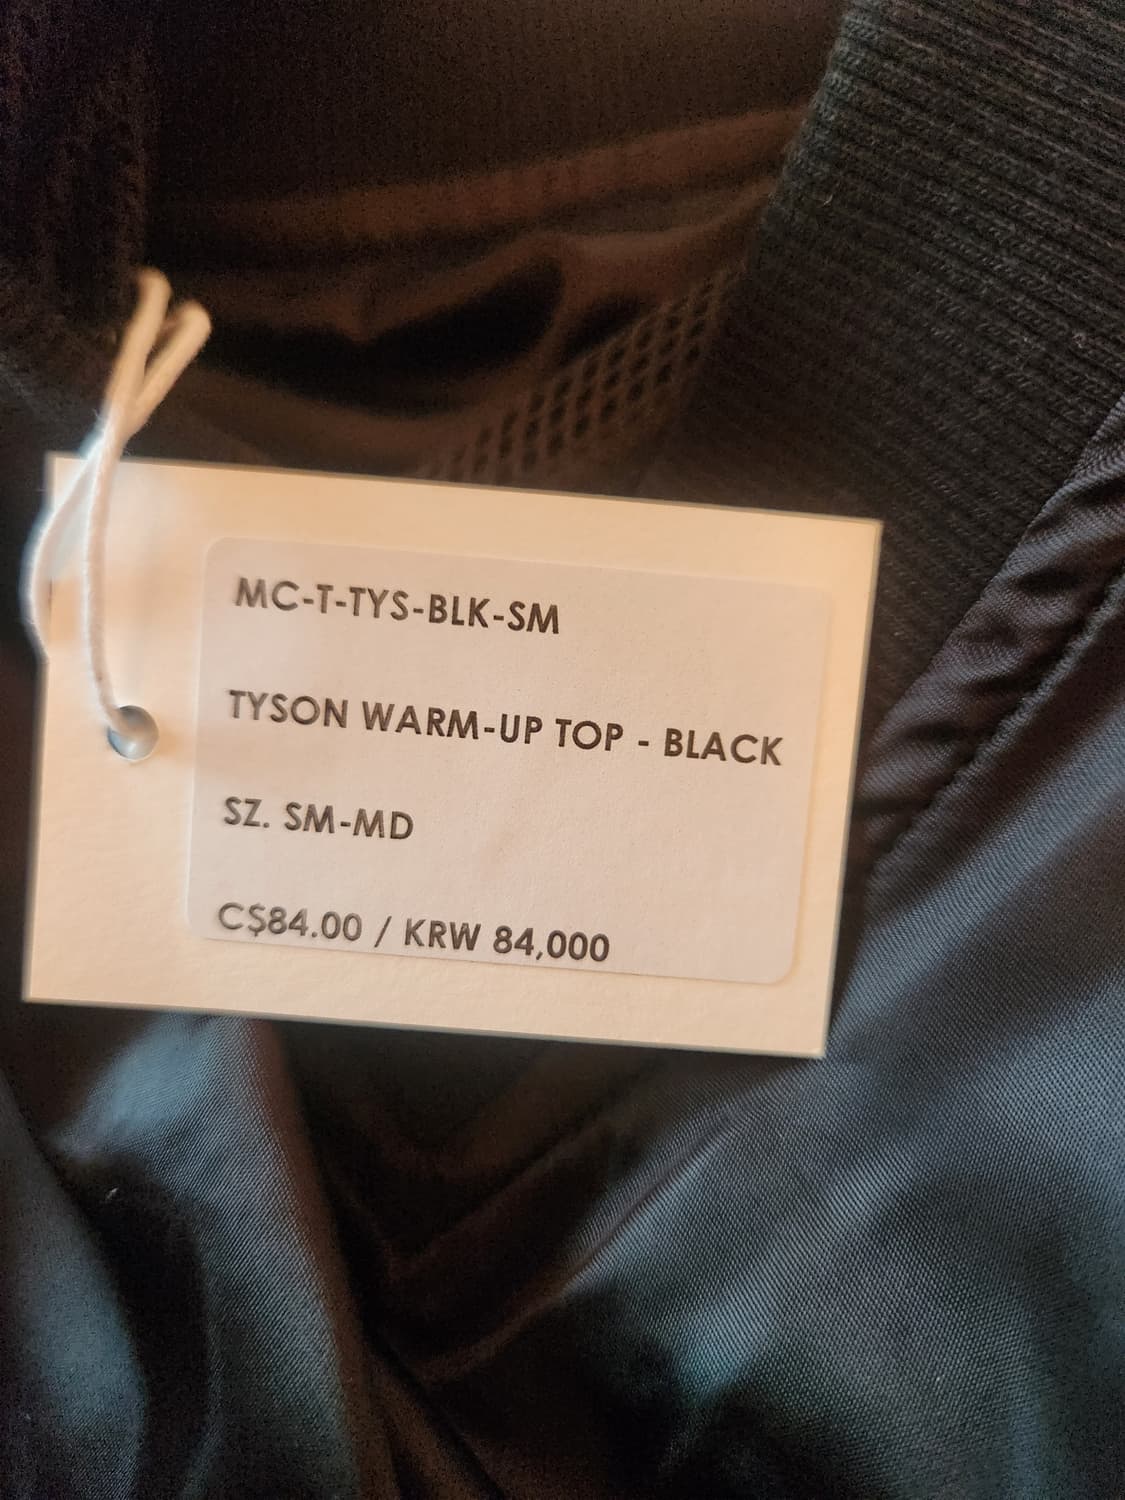 MC-T-TYS-BLK-SM
TYSON WARM-UP TOP - BLACK
SZ. SM-MD
C$84.00 / KRW 84,000